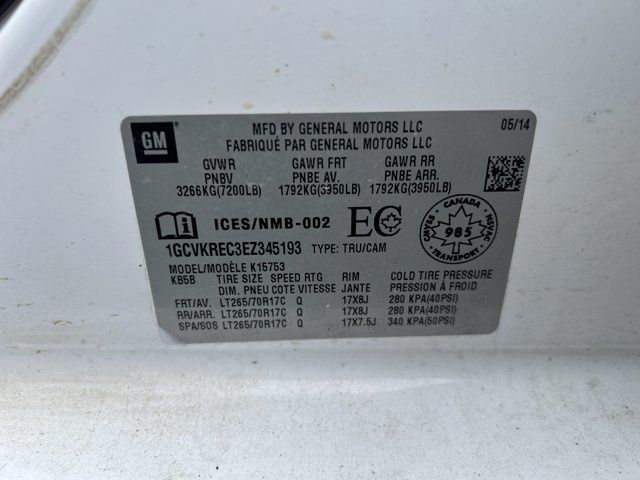 GM
MFD BY GENERAL MOTORS LLC 05/14
FABRIQUÉ PAR GENERAL MOTORS LLC
GVWR GAWR FRT GAWR RR
PNBV PNBE AV. PNBE ARR.
3266KG(7200LB) 1792KG(3950LB) 1792KG(3950LB)
ICES/NMB-002 EC
CANADA
CMVSS NSVAC
985
TRANSPORT
1GCVKREC3EZ345193 TYPE: TRU/CAM
MODEL/MODÈLE K15753
KB5B TIRE SIZE SPEED RTG RIM COLD TIRE PRESSURE
DIM. PNEU COTE VITESSE JANTE PRESSION À FROID
FRT/AV. LT265/70R17C Q 17X8J 280 KPA(40PSI)
RR/ARR. LT265/70R17C Q 17X8J 280 KPA(40PSI)
SPA/SOS LT265/70R17C Q 17X7.5J 340 KPA(50PSI)